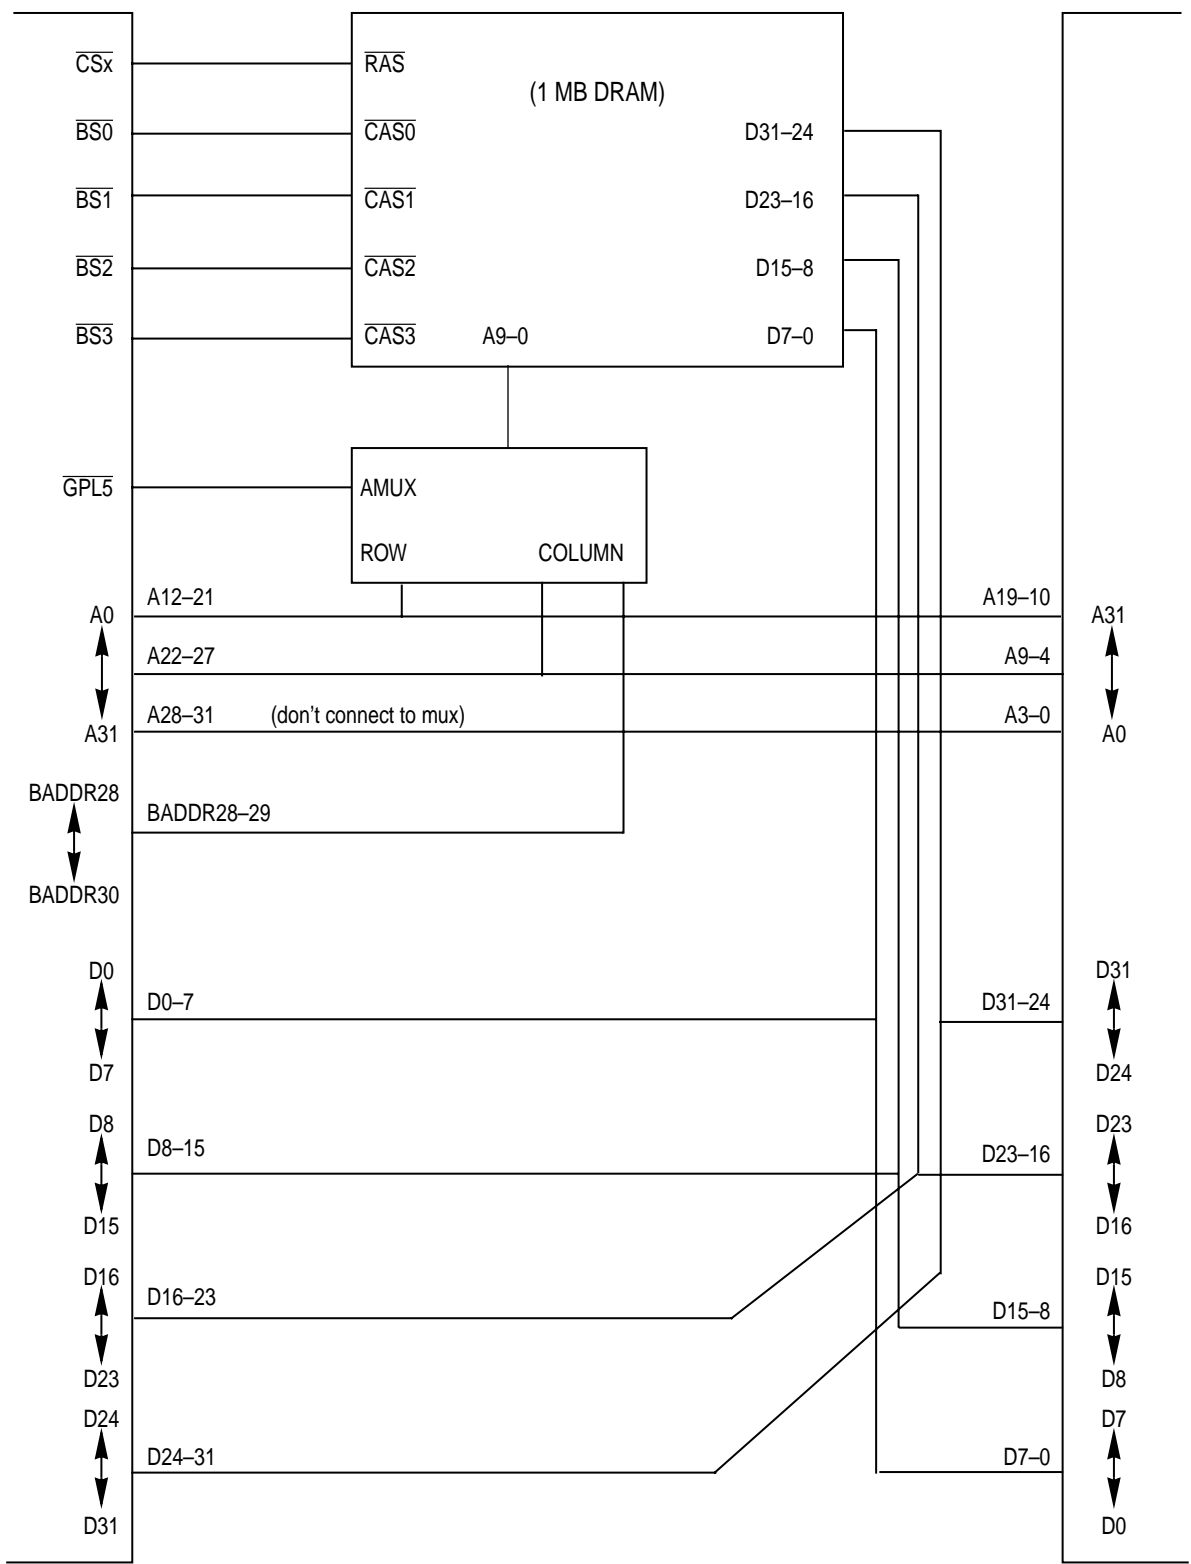 CSx RAS
(1 MB DRAM)
BS0 CAS0 D31–24
BS1 CAS1 D23–16
BS2 CAS2 D15–8
BS3 CAS3 A9–0 D7–0
GPL5 AMUX
ROW COLUMN
A12–21 A19–10
A0 A31
A22–27 A9–4
A28–31 (don't connect to mux) A3–0
A31 A0
BADDR28
BADDR28–29
BADDR30
D0 D31
D0–7 D31–24
D7 D24
D8 D23
D8–15 D23–16
D15 D16
D16 D15
D16–23 D15–8
D23 D8
D24 D7
D24–31 D7–0
D31 D0